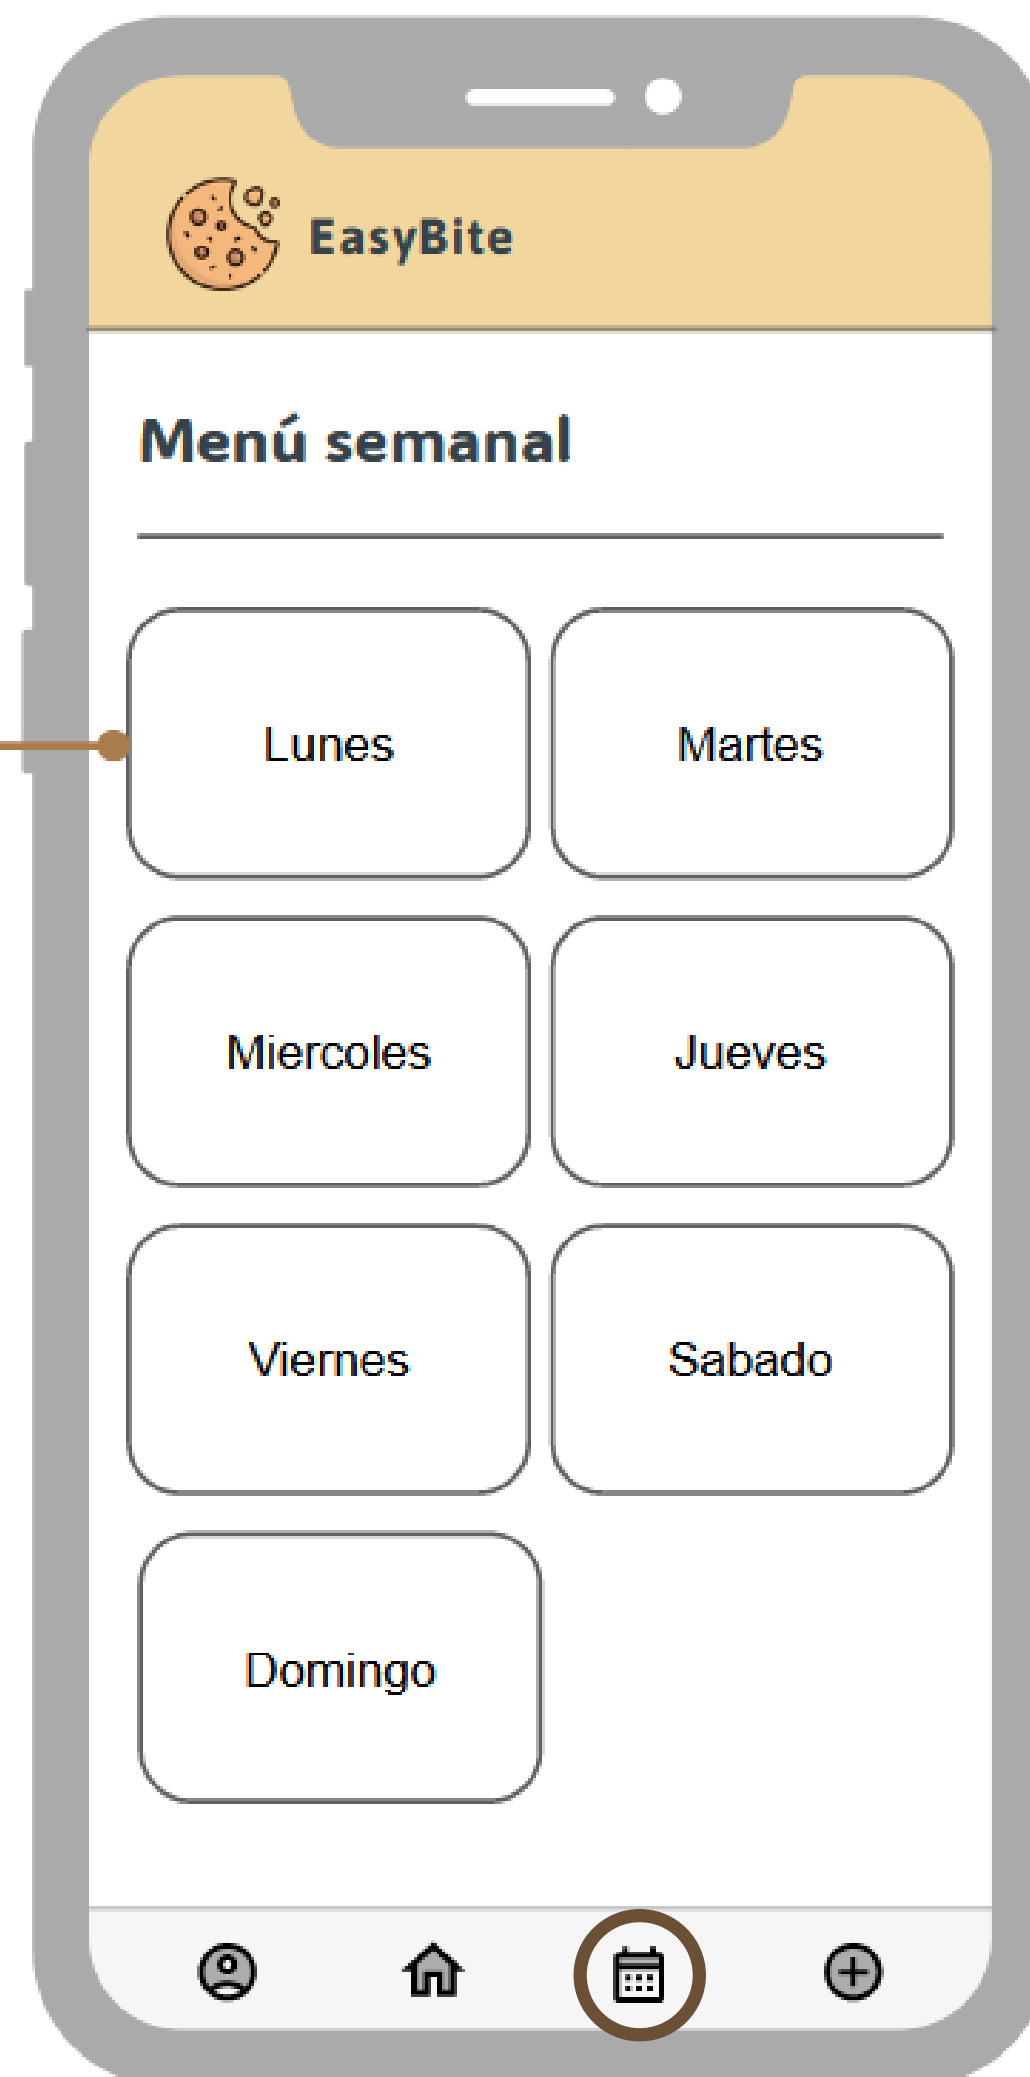 EasyBite
Menú semanal
Lunes
Martes
Miercoles
Jueves
Viernes
Sabado
Domingo